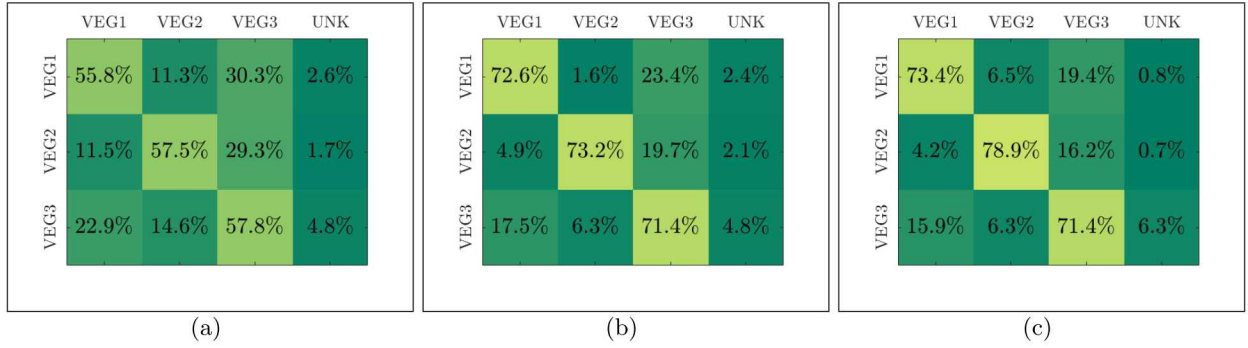 VEG1 VEG2 VEG3 UNK
VEG1 55.8% 11.3% 30.3% 2.6%
VEG2 11.5% 57.5% 29.3% 1.7%
VEG3 22.9% 14.6% 57.8% 4.8%
(a)
VEG1 VEG2 VEG3 UNK
VEG1 72.6% 1.6% 23.4% 2.4%
VEG2 4.9% 73.2% 19.7% 2.1%
VEG3 17.5% 6.3% 71.4% 4.8%
(b)
VEG1 VEG2 VEG3 UNK
VEG1 73.4% 6.5% 19.4% 0.8%
VEG2 4.2% 78.9% 16.2% 0.7%
VEG3 15.9% 6.3% 71.4% 6.3%
(c)